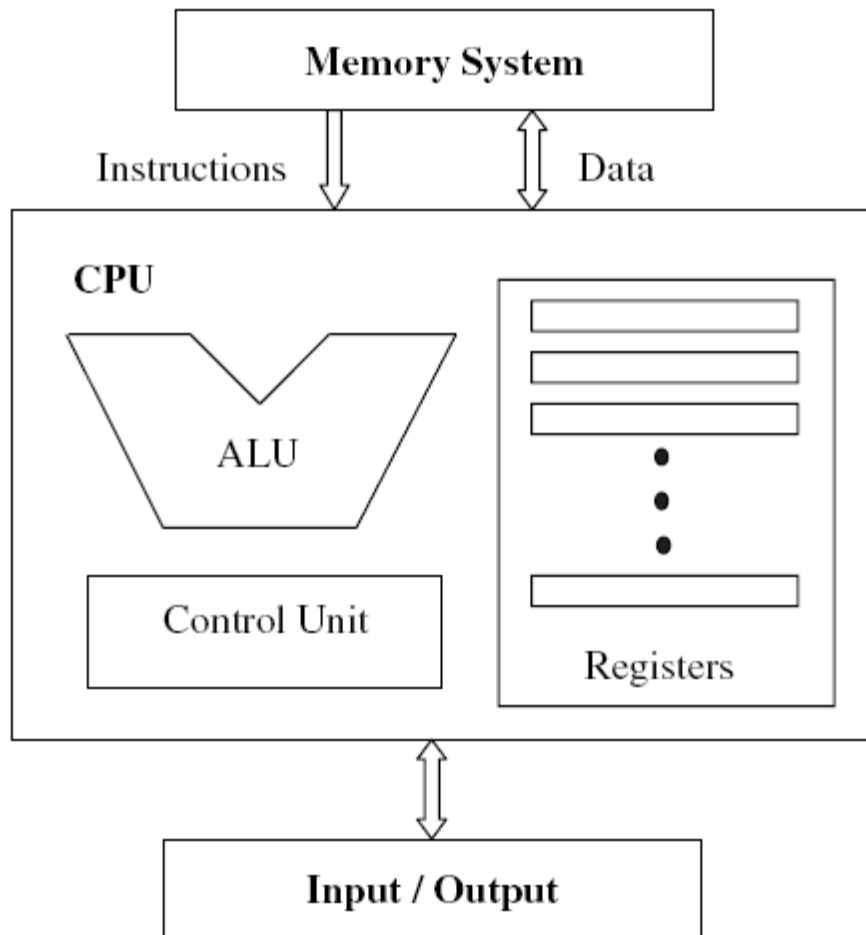 Memory System
Instructions
Data
CPU
ALU
Control Unit
Registers
Input / Output